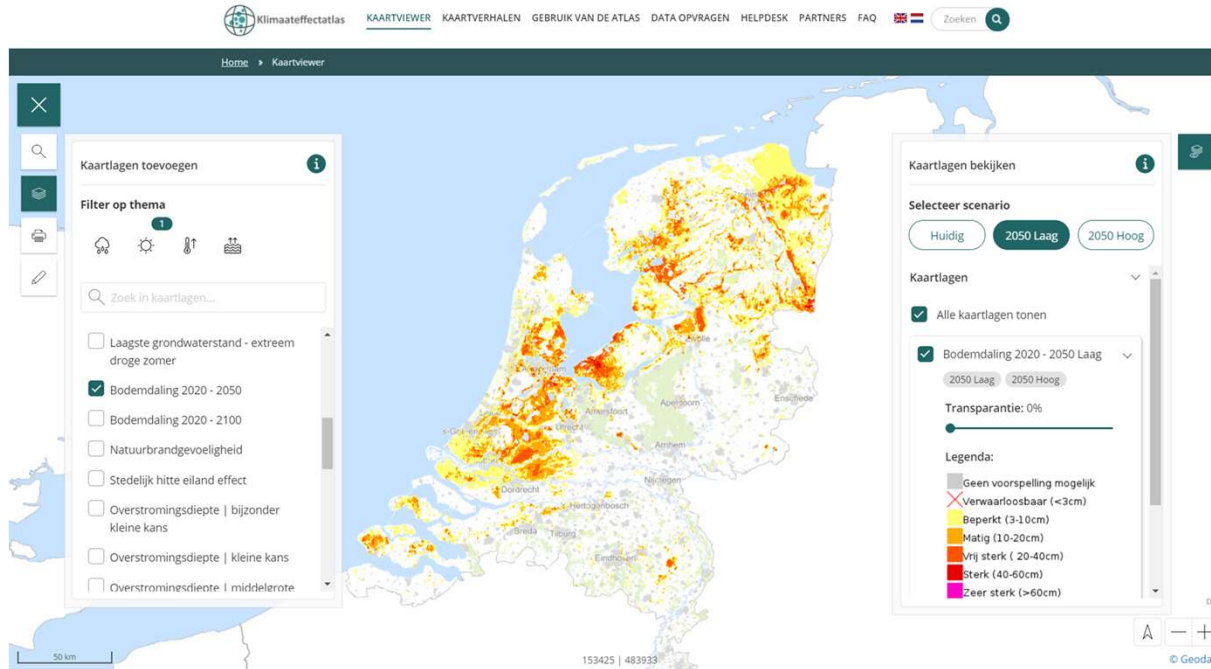 Klimaateffectatlas
KAARTVIEWER KAARTVERHALEN GEBRUIK VAN DE ATLAS DATA OPVRAGEN HELPDESK PARTNERS FAQ Zoeken
Home » Kaartviewer
Kaartlagen toevoegen
Filter op thema
1
Zoek in kaartlagen...
Laagste grondwaterstand - extreem
droge zomer
Bodemdaling 2020 - 2050
Bodemdaling 2020 - 2100
Natuurbrandgevoeligheid
Stedelijk hitte eiland effect
Overstromingsdiepte | bijzonder
kleine kans
Overstromingsdiepte | kleine kans
Overstromingsdiepte | middelgrote
Enschede
Apeldoorn
Amersfoort
Utrecht
Arnhem
Nijmegen
Dordrecht
's-Hertogenbosch
Breda Tilburg
Eindhoven
Kaartlagen bekijken
Selecteer scenario
Huidig 2050 Laag 2050 Hoog
Kaartlagen
Alle kaartlagen tonen
Bodemdaling 2020 - 2050 Laag
2050 Laag 2050 Hoog
Transparantie: 0%
Legenda:
Geen voorspelling mogelijk
Verwaarloosbaar (<3cm)
Beperkt (3-10cm)
Matig (10-20cm)
Vrij sterk ( 20-40cm)
Sterk (40-60cm)
Zeer sterk (>60cm)
50 km
153425 | 483933
© Geoda